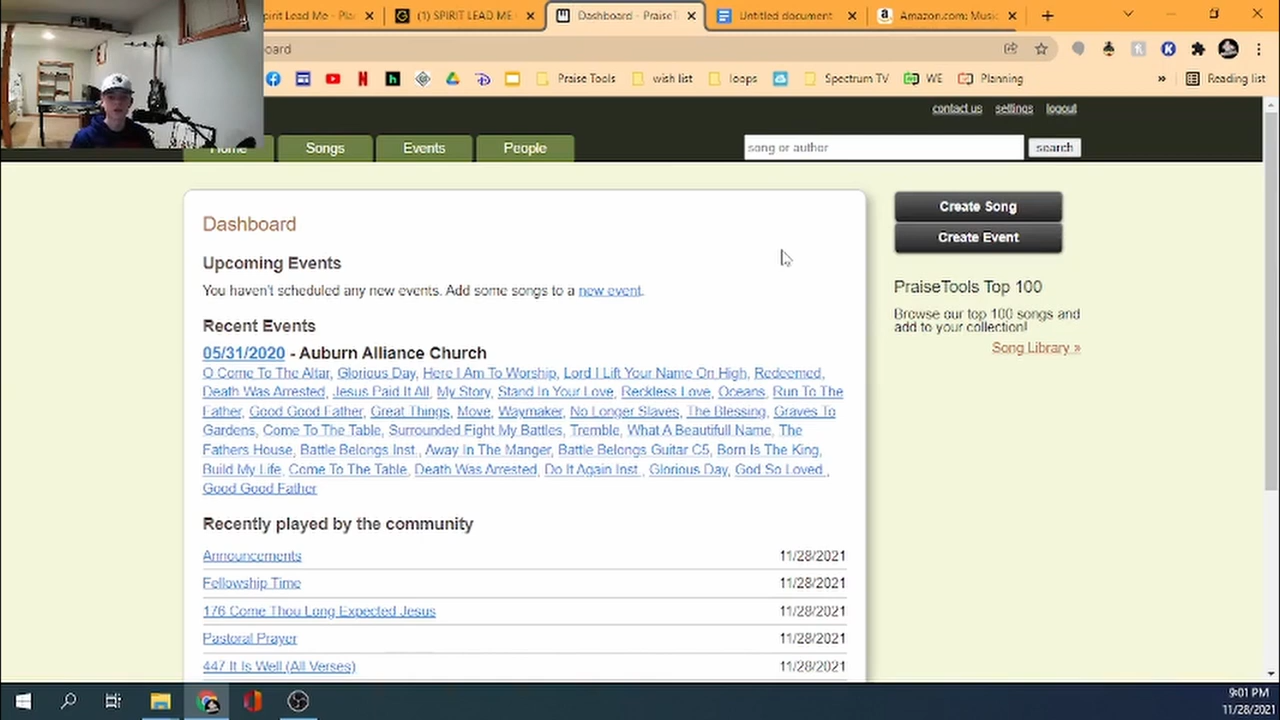 pirit Lead Me - Pla
(1) SPIRIT LEAD ME
Dashboard - PraiseT
Untitled document
Amazon.com: Music
oard
Praise Tools
wish list
loops
Spectrum TV
WE
Planning
»
Reading list
contact us settings logout
Home
Songs
Events
People
song or author
search
Dashboard
Upcoming Events
You haven't scheduled any new events. Add some songs to a new event.
Recent Events
05/31/2020 - Auburn Alliance Church
O Come To The Altar, Glorious Day, Here I Am To Worship, Lord I Lift Your Name On High, Redeemed,
Death Was Arrested, Jesus Paid It All, My Story, Stand In Your Love, Reckless Love, Oceans, Run To The
Father, Good Good Father, Great Things, Move, Waymaker, No Longer Slaves, The Blessing, Graves To
Gardens, Come To The Table, Surrounded Fight My Battles, Tremble, What A Beautifull Name, The
Fathers House, Battle Belongs Inst., Away In The Manger, Battle Belongs Guitar C5, Born Is The King,
Build My Life, Come To The Table, Death Was Arrested, Do It Again Inst., Glorious Day, God So Loved ,
Good Good Father
Recently played by the community
Announcements 11/28/2021
Fellowship Time 11/28/2021
176 Come Thou Long Expected Jesus 11/28/2021
Pastoral Prayer 11/28/2021
447 It Is Well (All Verses) 11/28/2021
Create Song
Create Event
PraiseTools Top 100
Browse our top 100 songs and
add to your collection!
Song Library »
9:01 PM
11/28/2021